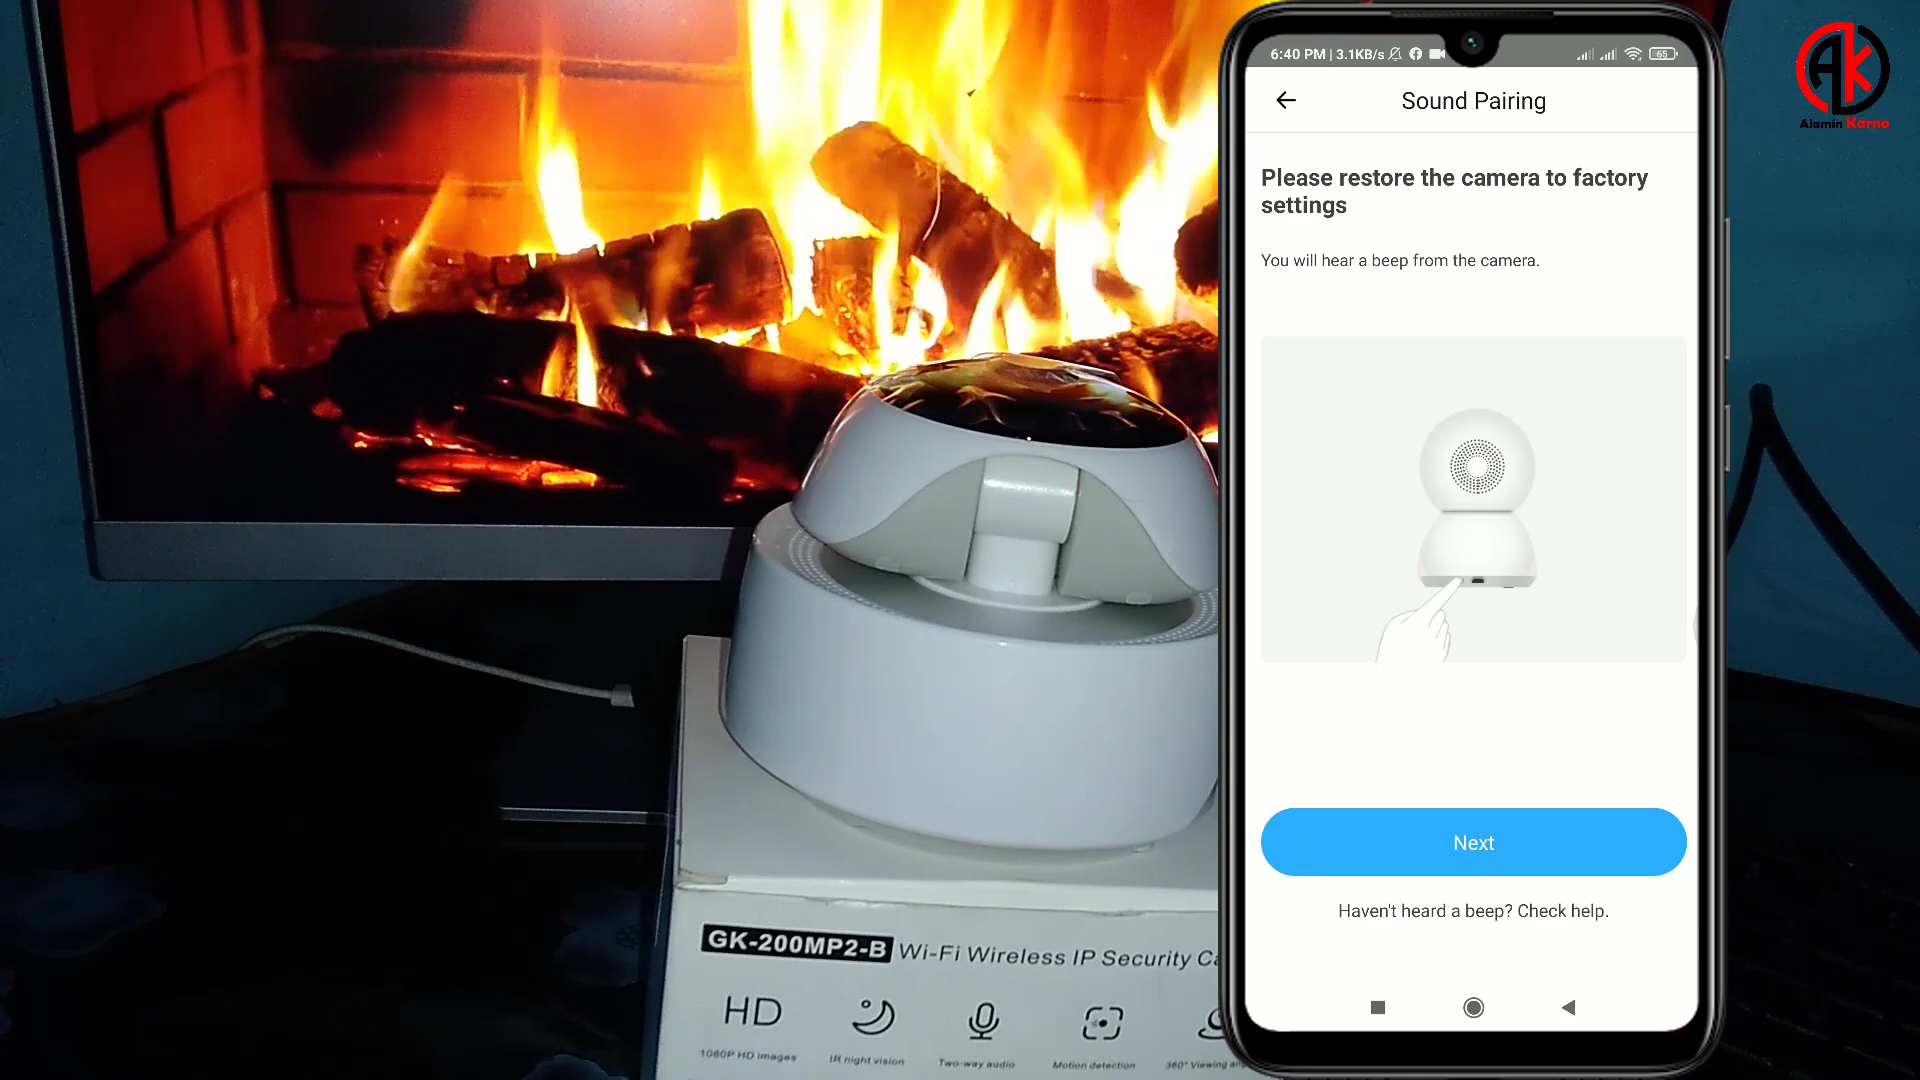 6:40 PM | 3.1KB/s
65
Sound Pairing
Please restore the camera to factory
settings
You will hear a beep from the camera.
Next
Haven't heard a beep? Check help.
AK
Alamin Karno
GK-200MP2-B Wi-Fi Wireless IP Security
HD
1080P HD images
IR night vision
Two-way audio
Motion detection
360° Viewing